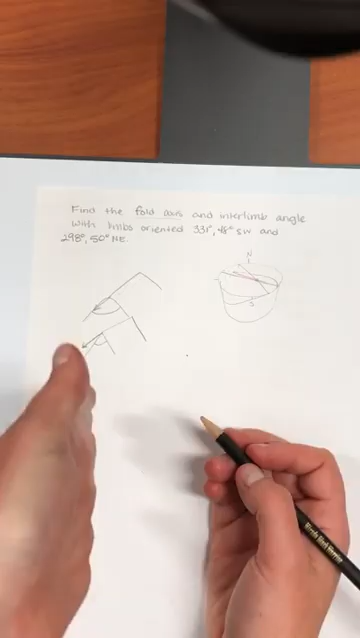 Find the fold axis and interlimb angle
with limbs oriented 331°, 48° SW and
298°, 50° NE.
N
S